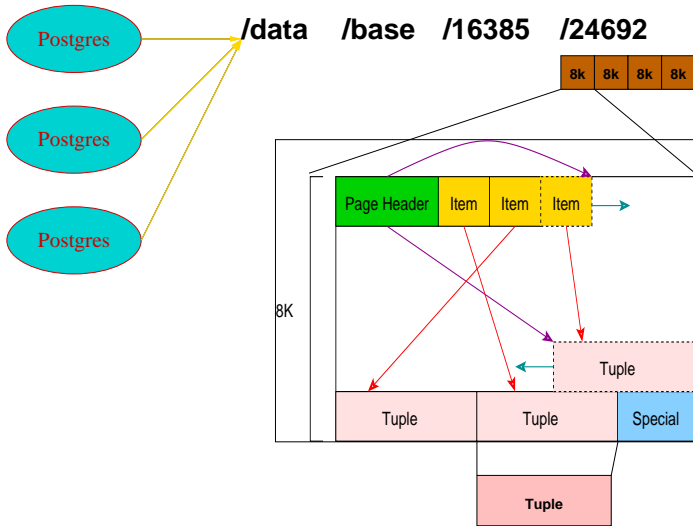 Postgres
/data /base /16385 /24692
8k 8k 8k 8k
Postgres
Page Header Item Item Item
Postgres
8K
Tuple
Tuple Tuple Special
Tuple